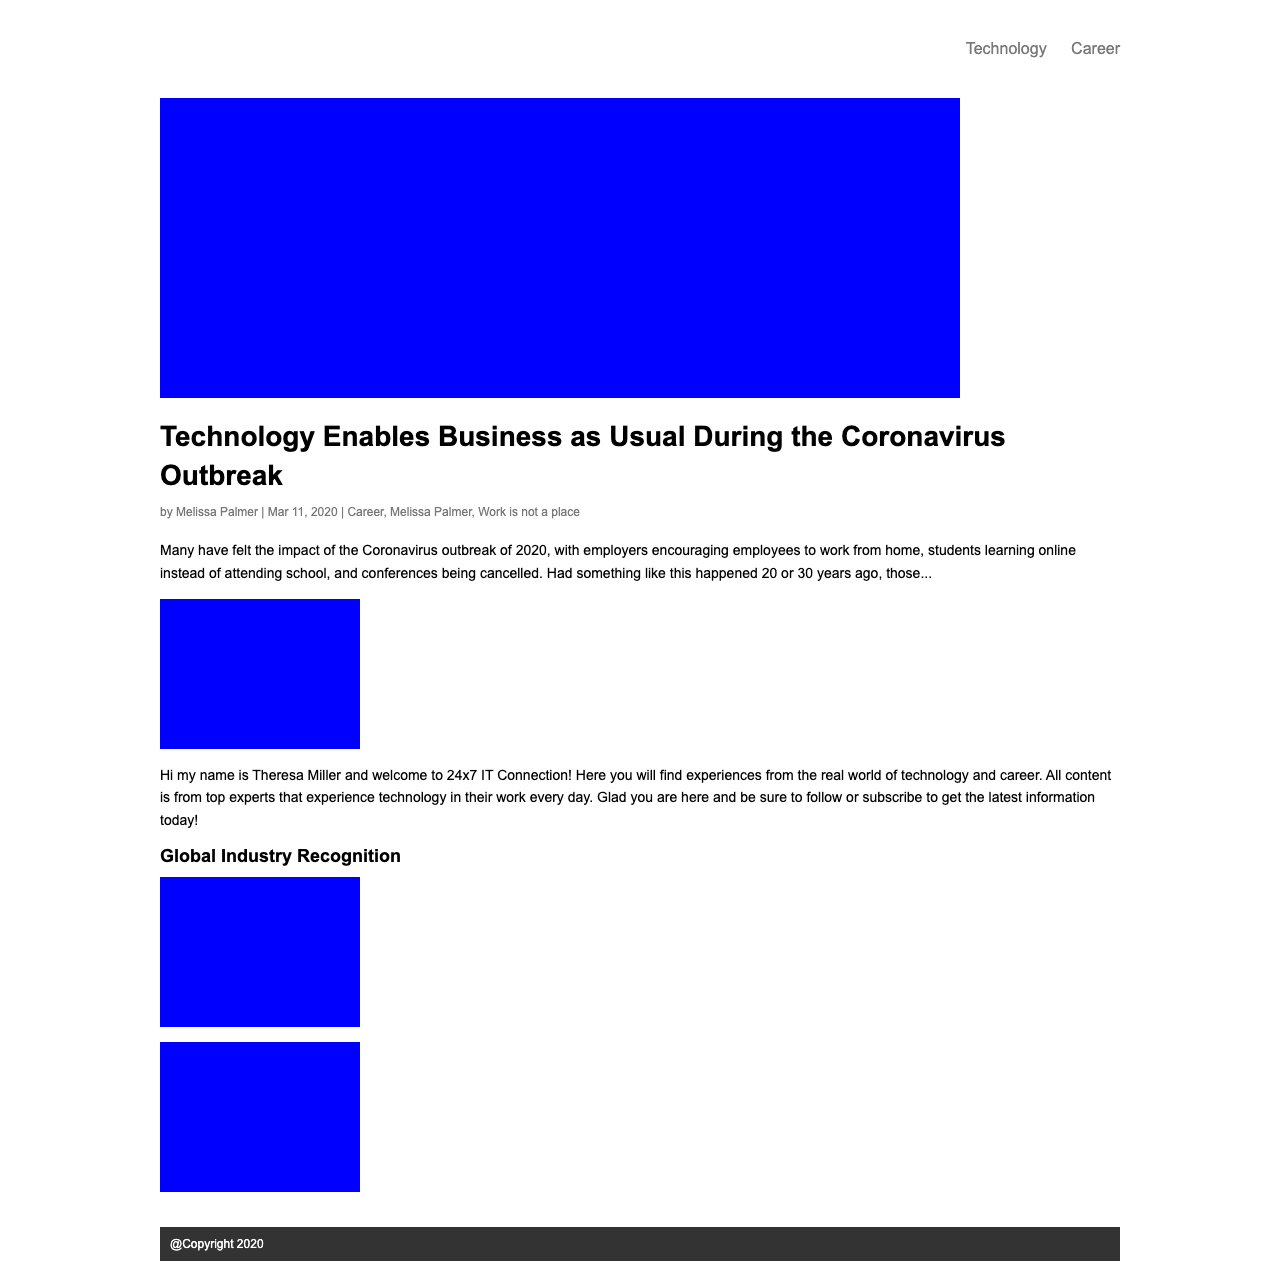 Technology Career
Technology Enables Business as Usual During the Coronavirus
Outbreak
by Melissa Palmer | Mar 11, 2020 | Career, Melissa Palmer, Work is not a place
Many have felt the impact of the Coronavirus outbreak of 2020, with employers encouraging employees to work from home, students learning online
instead of attending school, and conferences being cancelled. Had something like this happened 20 or 30 years ago, those...
Hi my name is Theresa Miller and welcome to 24x7 IT Connection! Here you will find experiences from the real world of technology and career. All content
is from top experts that experience technology in their work every day. Glad you are here and be sure to follow or subscribe to get the latest information
today!
Global Industry Recognition
@Copyright 2020